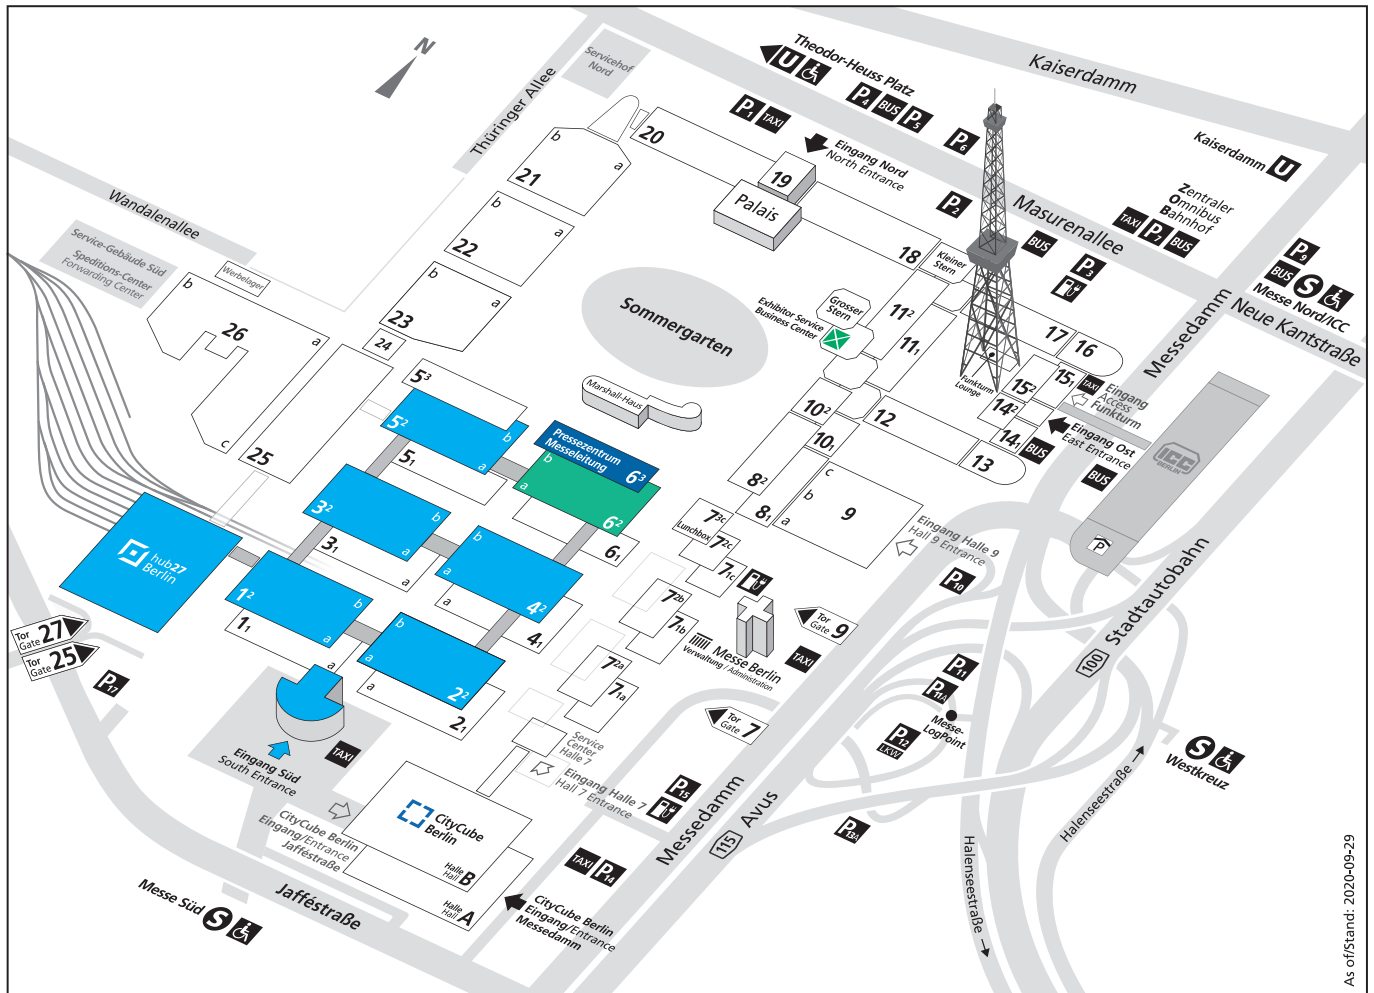 N
Servicehof
Nord
Thüringer Allee
Theodor-Heuss Platz
U
P4
BUS
P5
P6
P1
TAXI
Eingang Nord
North Entrance
Kaiserdamm
Kaiserdamm
U
Zentraler
Omnibus
Bahnhof
TAXI
P7
BUS
P2
Masurenallee
BUS
P3
P9
BUS
S
Messe Nord/ICC
Neue Kantstraße
Messedamm
Wandalenallee
Service-Gebäude Süd
Speditions-Center
Forwarding Center
Werbelager
b
26
a
c
25
24
b
a
21
b
a
22
b
a
23
20
19
Palais
18
Kleiner
Stern
Grosser
Stern
Exhibitor Service
Business Center
Sommergarten
Marshall-Haus
11²
11₁
17
16
15₁
15²
14²
14₁
BUS
13
12
10²
10₁
Funkturm
Lounge
TAXI
Eingang
Access
Funkturm
Eingang Ost
East Entrance
BUS
ICC
BERLIN
P
8²
8₁
c
b
a
9
Eingang Halle 9
Hall 9 Entrance
P10
5³
5²
b
a
5₁
Pressezentrum
Messeleitung
6³
b
a
6²
6₁
3²
b
a
3₁
a
b
4²
a
4₁
hub27
Berlin
1²
b
a
1₁
a
b
a
2²
a
2₁
7³c
Lunchbox
7²c
7₁c
7²b
7₁b
7²a
7₁a
Messe Berlin
Verwaltung / Administration
Tor
Gate 9
TAXI
Tor
Gate 7
Tor
Gate 27
Tor
Gate 25
P17
Eingang Süd
South Entrance
TAXI
Service
Center
Halle 7
Eingang Halle 7
Hall 7 Entrance
P15
CityCube Berlin
Eingang/Entrance
Jafféstraße
CityCube
Berlin
Halle
Hall B
Halle
Hall A
TAXI
P14
CityCube Berlin
Eingang/Entrance
Messedamm
Jafféstraße
Messe Süd
S
Messedamm
115
Avus
P11
P11A
Messe-
LogPoint
P12
LKW
P13A
100
Stadtautobahn
S
Westkreuz
Halenseestraße
Halenseestraße
As of/Stand: 2020-09-29